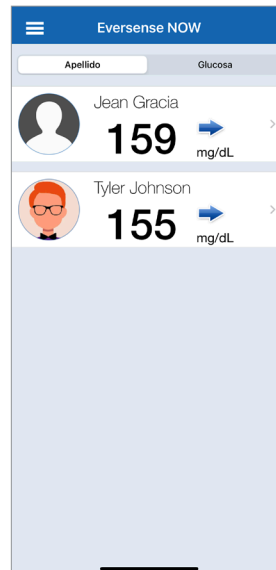 Eversense NOW
Apellido Glucosa
Jean Gracia
159
mg/dL
Tyler Johnson
155
mg/dL